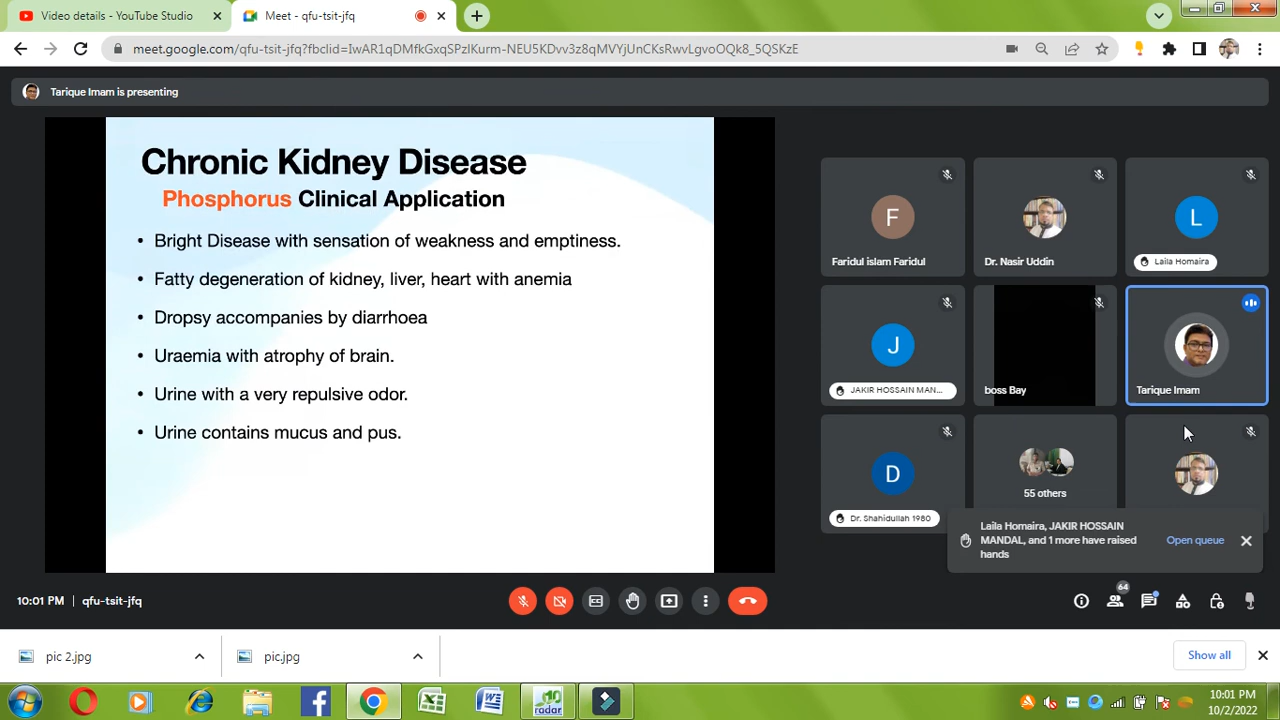 Video details - YouTube Studio
Meet - qfu-tsit-jfq
meet.google.com/qfu-tsit-jfq?fbclid=IwAR1qDMfkGxqSPzlKurm-NEU5KDvv3z8qMVYjUnCKsRwvLgvoOQk8_5QSKzE
Tarique Imam is presenting
Chronic Kidney Disease
Phosphorus Clinical Application
• Bright Disease with sensation of weakness and emptiness.
• Fatty degeneration of kidney, liver, heart with anemia
• Dropsy accompanies by diarrhoea
• Uraemia with atrophy of brain.
• Urine with a very repulsive odor.
• Urine contains mucus and pus.
F
Faridul islam Faridul
Dr. Nasir Uddin
L
Laila Homaira
J
JAKIR HOSSAIN MAN...
boss Bay
Tarique Imam
D
Dr. Shahidullah 1980
55 others
Laila Homaira, JAKIR HOSSAIN
MANDAL, and 1 more have raised
hands
Open queue
10:01 PM | qfu-tsit-jfq
64
pic 2.jpg
pic.jpg
Show all
10 radar
10:01 PM
10/2/2022